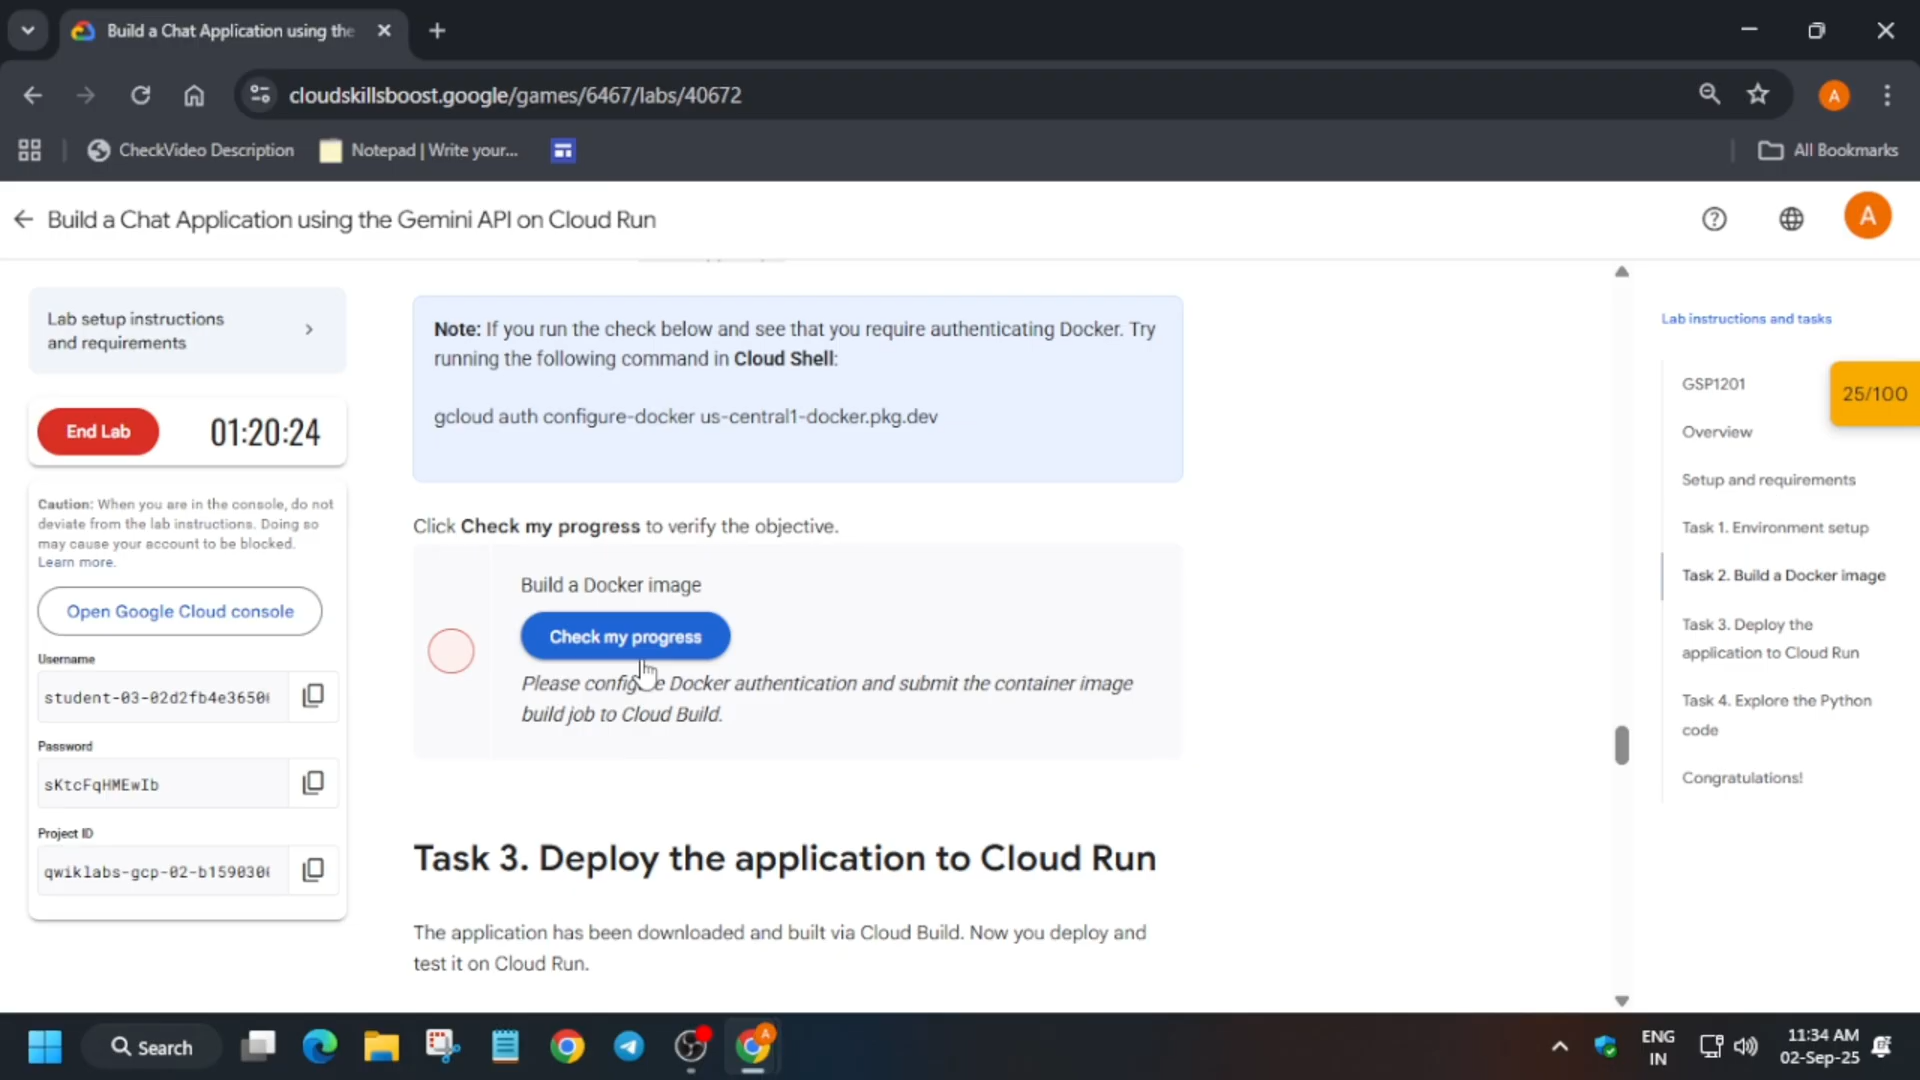 Build a Chat Application using the
cloudskillsboost.google/games/6467/labs/40672
A
CheckVideo Description
Notepad | Write your...
All Bookmarks
Build a Chat Application using the Gemini API on Cloud Run
A
Lab setup instructions
and requirements
End Lab
01:20:24
Caution: When you are in the console, do not
deviate from the lab instructions. Doing so
may cause your account to be blocked.
Learn more.
Open Google Cloud console
Username
student-03-02d2fb4e3650
Password
sKtcFqHMEwIb
Project ID
qwiklabs-gcp-02-b159030
Note: If you run the check below and see that you require authenticating Docker. Try
running the following command in Cloud Shell:
gcloud auth configure-docker us-central1-docker.pkg.dev
Click Check my progress to verify the objective.
Build a Docker image
Check my progress
Please configure Docker authentication and submit the container image
build job to Cloud Build.
Task 3. Deploy the application to Cloud Run
The application has been downloaded and built via Cloud Build. Now you deploy and
test it on Cloud Run.
Lab instructions and tasks
GSP1201
25/100
Overview
Setup and requirements
Task 1. Environment setup
Task 2. Build a Docker image
Task 3. Deploy the
application to Cloud Run
Task 4. Explore the Python
code
Congratulations!
Search
A
ENG
IN
11:34 AM
02-Sep-25